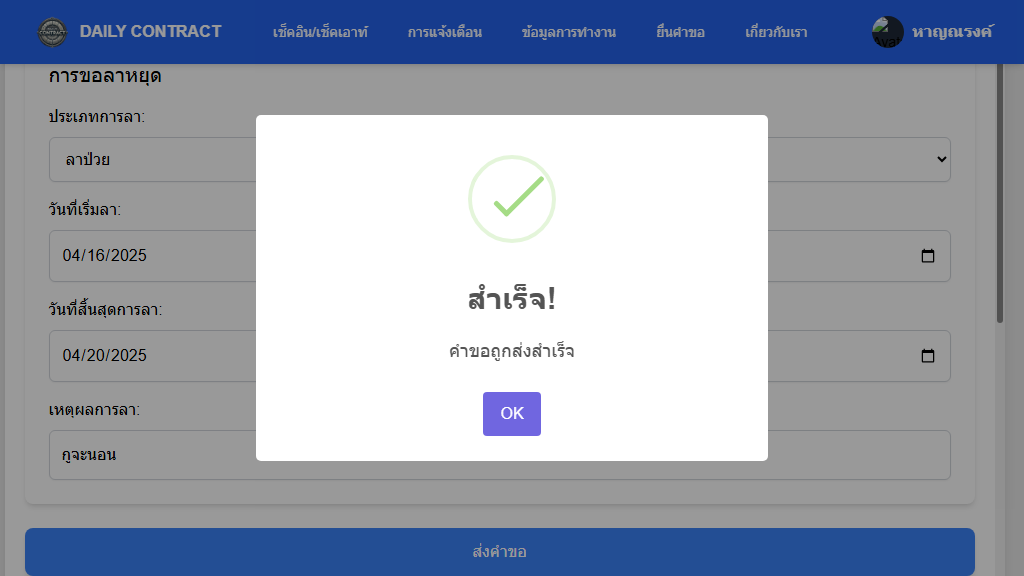 DAILY CONTRACT
เช็คอิน/เช็คเอาท์
การแจ้งเตือน
ข้อมูลการทำงาน
ยื่นคำขอ
เกี่ยวกับเรา
หาญณรงค์
การขอลาหยุด
ประเภทการลา:
ลาป่วย
วันที่เริ่มลา:
04/16/2025
วันที่สิ้นสุดการลา:
04/20/2025
เหตุผลการลา:
กูจะนอน
สำเร็จ!
คำขอถูกส่งสำเร็จ
OK
ส่งคำขอ